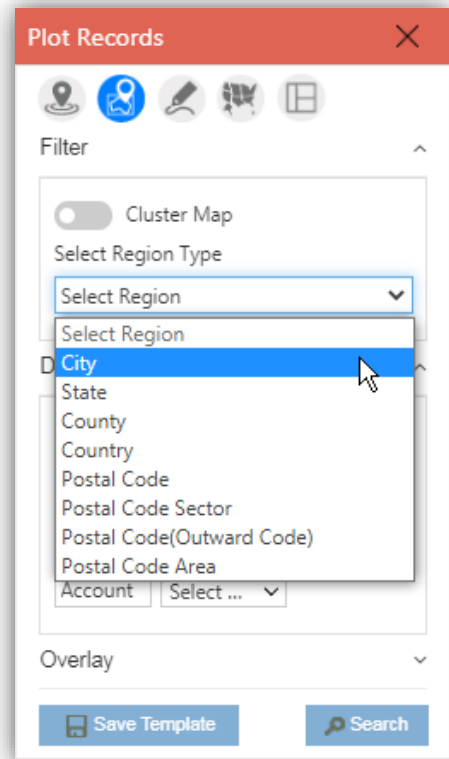 Plot Records
Filter
Cluster Map
Select Region Type
Select Region
Select Region
D
City
State
County
Country
Postal Code
Postal Code Sector
Postal Code(Outward Code)
Postal Code Area
Account Select ...
Overlay
Save Template Search